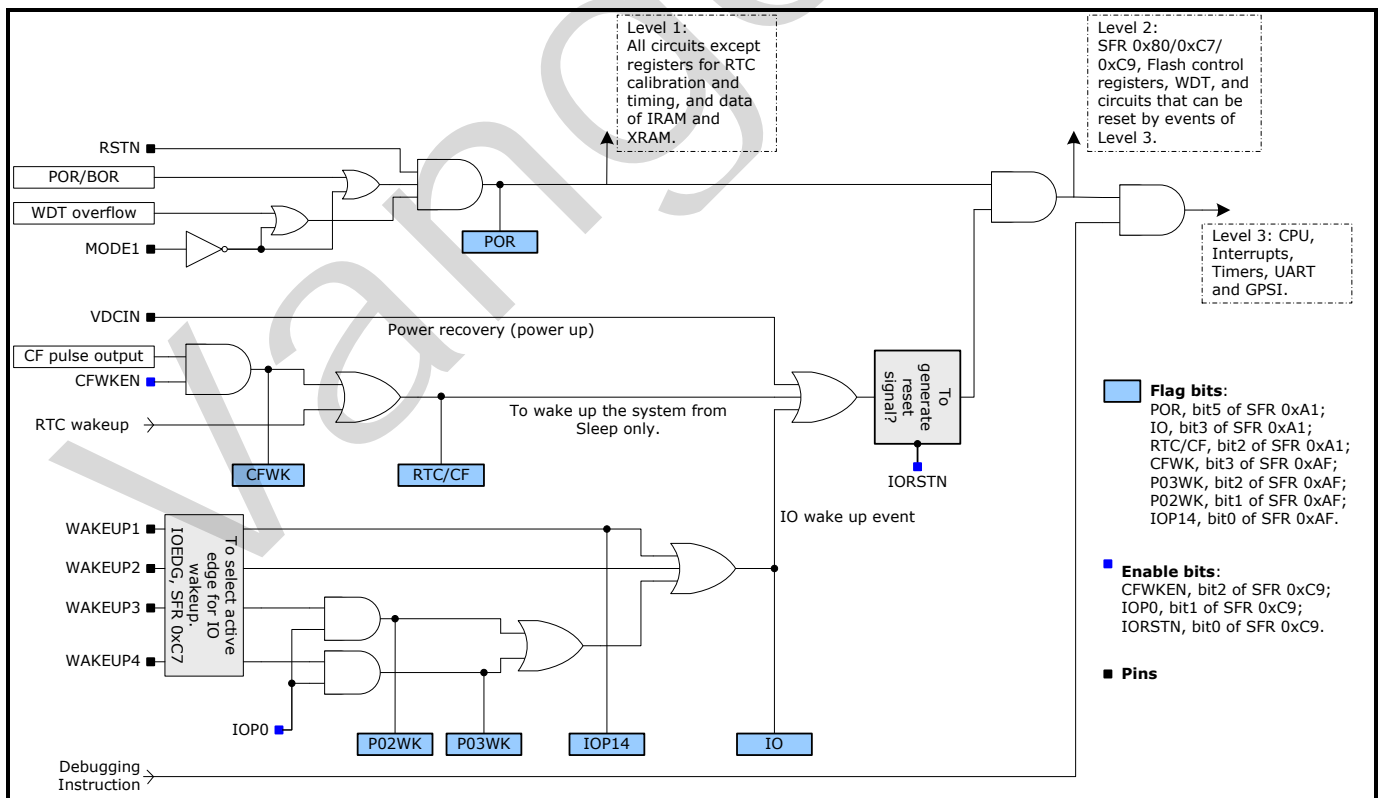 Level 1:
All circuits except
registers for RTC
calibration and
timing, and data
of IRAM and
XRAM.
Level 2:
SFR 0x80/0xC7/
0xC9, Flash control
registers, WDT, and
circuits that can be
reset by events of
Level 3.
RSTN
POR/BOR
WDT overflow
MODE1
POR
Level 3: CPU,
Interrupts,
Timers, UART
and GPSI.
VDCIN
Power recovery (power up)
CF pulse output
CFWKEN
RTC wakeup
To wake up the system from
Sleep only.
CFWK
RTC/CF
To
generate
reset
signal?
IORSTN
IO wake up event
WAKEUP1
WAKEUP2
WAKEUP3
WAKEUP4
To select active
edge for IO
wakeup.
IOEDG, SFR 0xC7
IOP0
P02WK
P03WK
IOP14
IO
Debugging
Instruction
Flag bits:
POR, bit5 of SFR 0xA1;
IO, bit3 of SFR 0xA1;
RTC/CF, bit2 of SFR 0xA1;
CFWK, bit3 of SFR 0xAF;
P03WK, bit2 of SFR 0xAF;
P02WK, bit1 of SFR 0xAF;
IOP14, bit0 of SFR 0xAF.
Enable bits:
CFWKEN, bit2 of SFR 0xC9;
IOP0, bit1 of SFR 0xC9;
IORSTN, bit0 of SFR 0xC9.
Pins
Vang